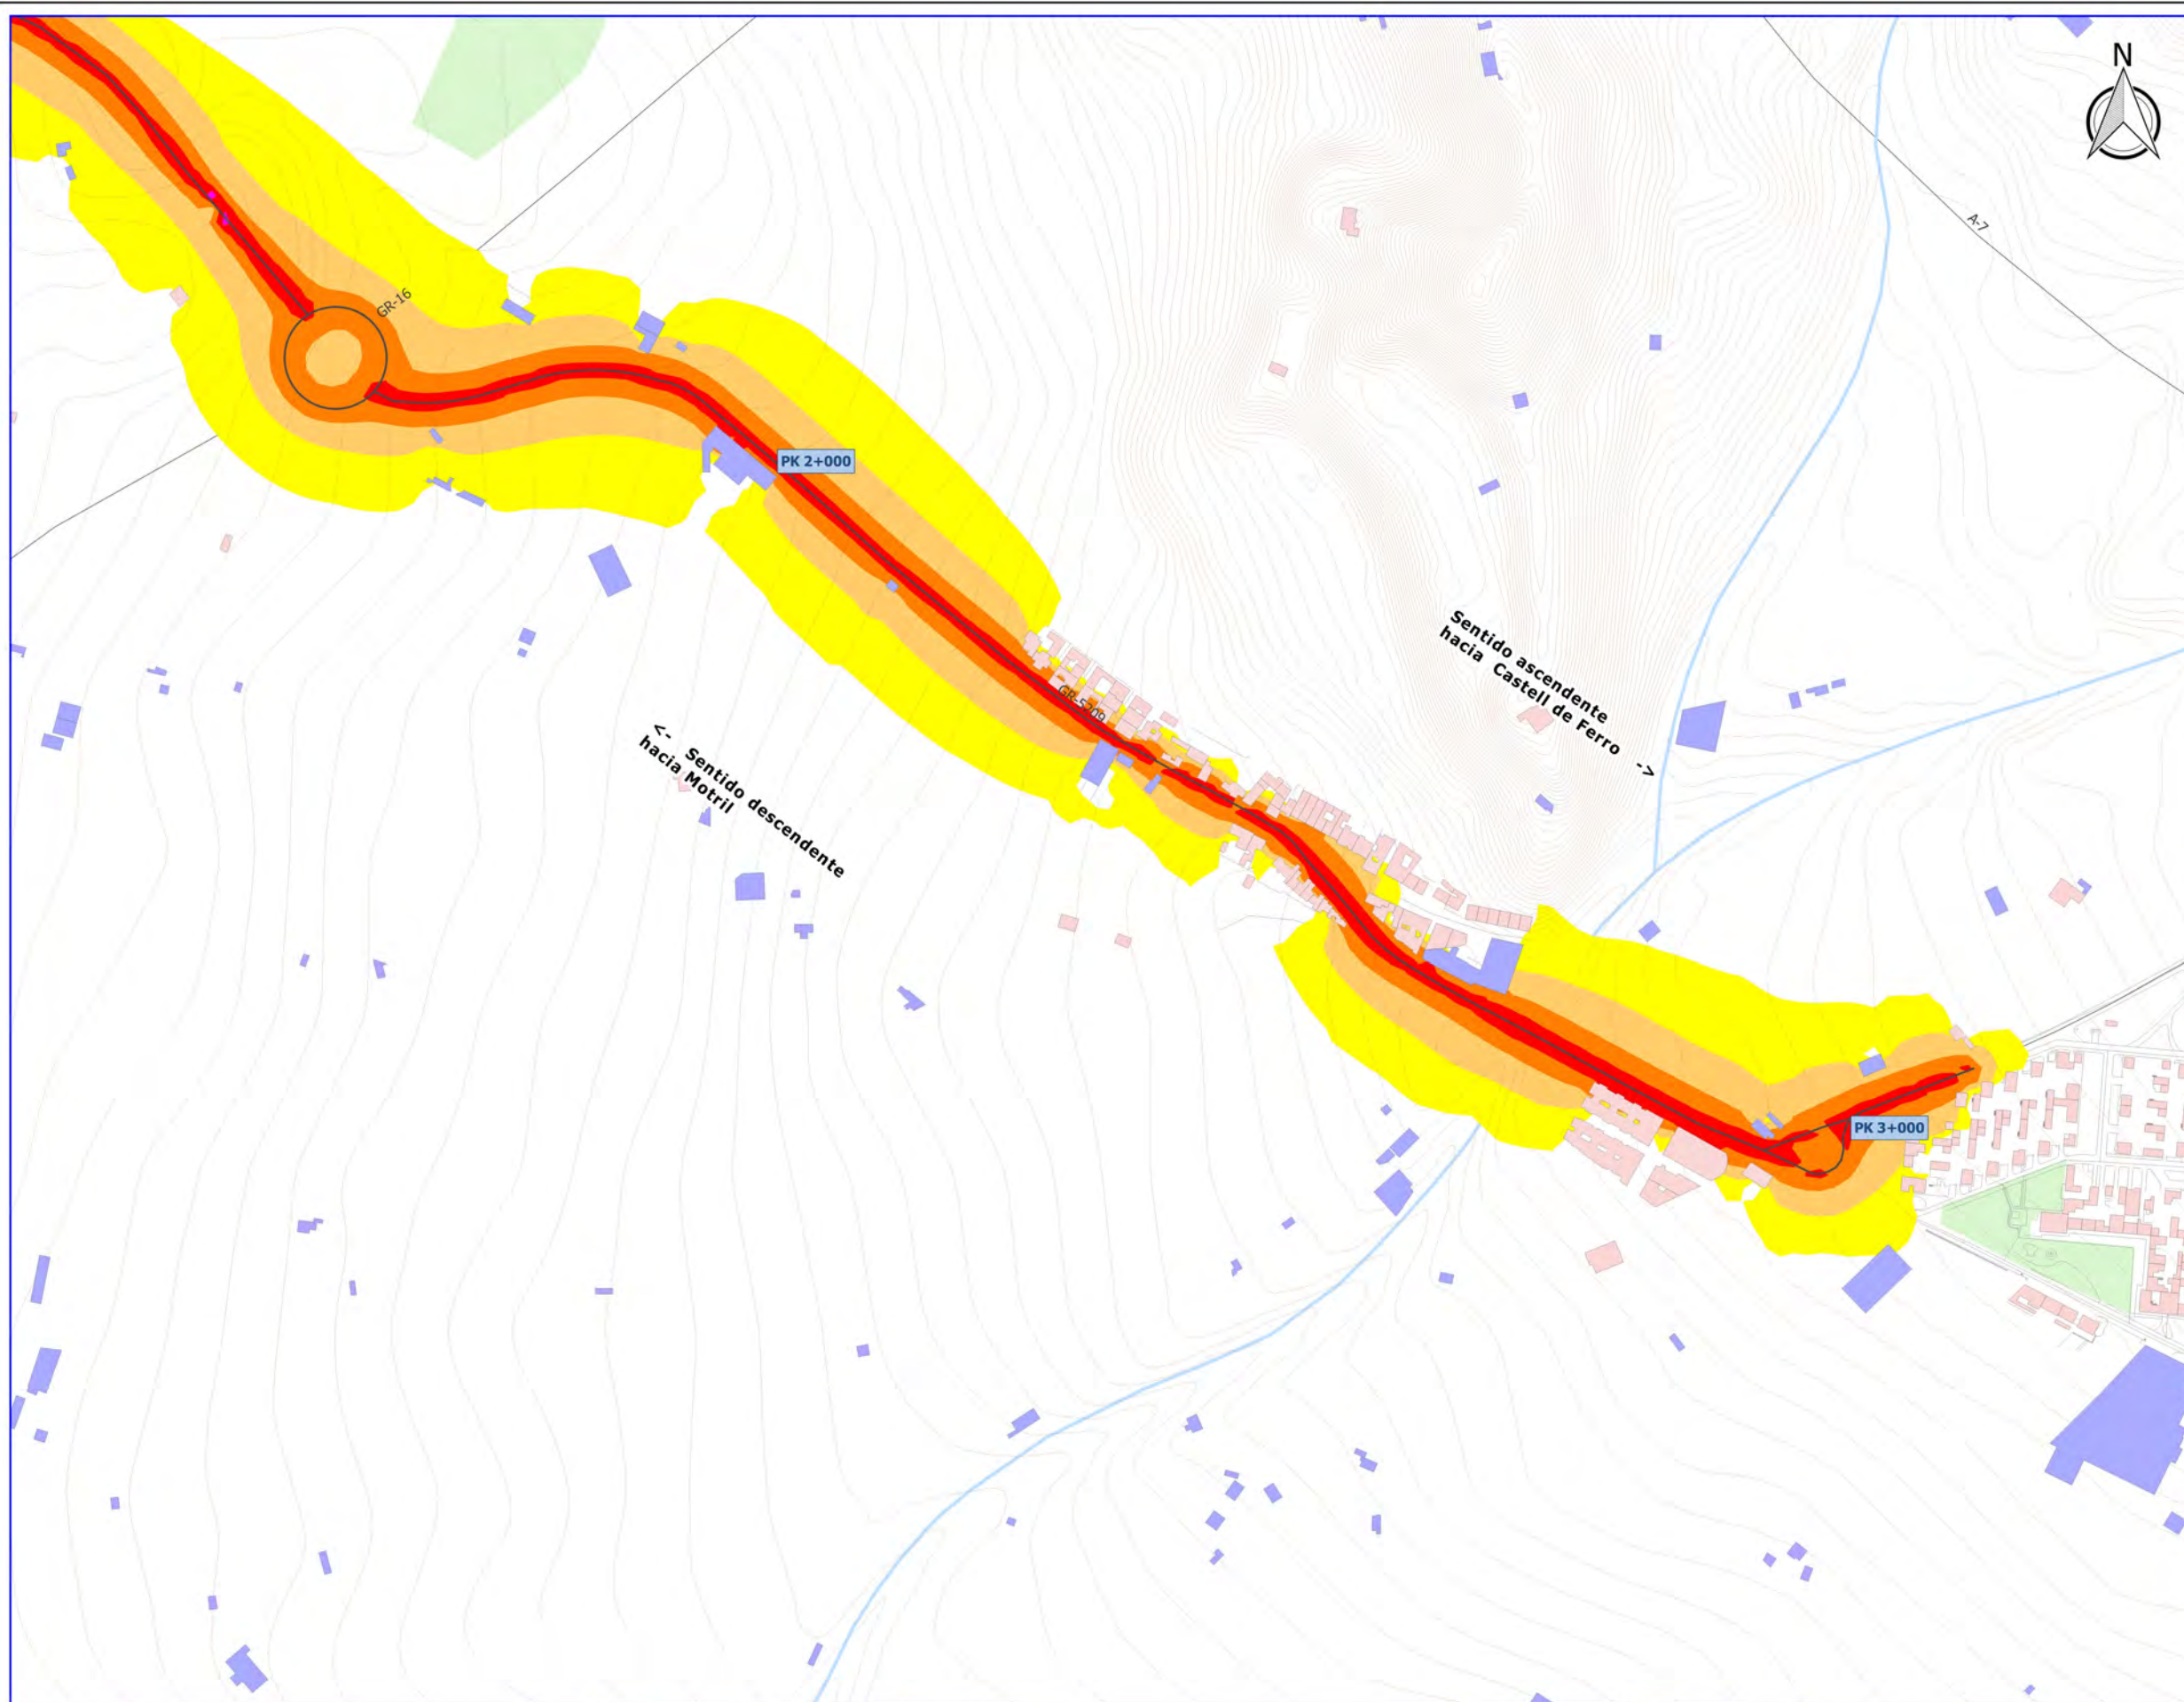 N
A-7
GR-16
PK 2+000
Sentido ascendente
hacia Castell de Ferro ->
GR-5209
<- Sentido descendente
hacia Motril
PK 3+000